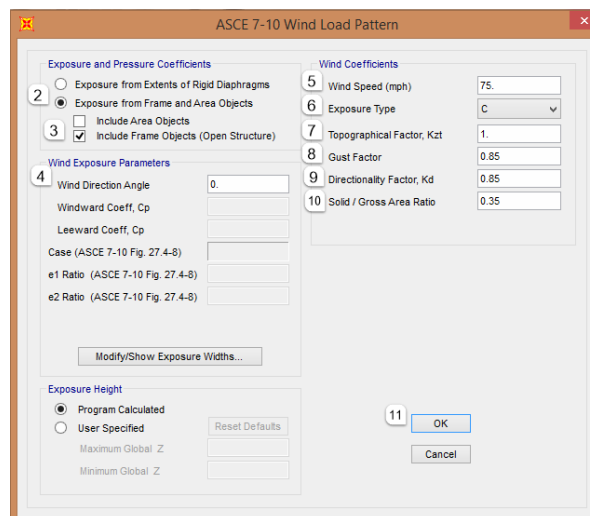 ASCE 7-10 Wind Load Pattern
Exposure and Pressure Coefficients
Exposure from Extents of Rigid Diaphragms
2 Exposure from Frame and Area Objects
Include Area Objects
3 Include Frame Objects (Open Structure)
Wind Exposure Parameters
4
Wind Direction Angle 0.
Windward Coeff, Cp
Leeward Coeff, Cp
Case (ASCE 7-10 Fig. 27.4-8)
e1 Ratio (ASCE 7-10 Fig. 27.4-8)
e2 Ratio (ASCE 7-10 Fig. 27.4-8)
Modify/Show Exposure Widths...
Exposure Height
Program Calculated
User Specified Reset Defaults
Maximum Global Z
Minimum Global Z
Wind Coefficients
5 Wind Speed (mph) 75.
6 Exposure Type C
7 Topographical Factor, Kzt 1.
8 Gust Factor 0.85
9 Directionality Factor, Kd 0.85
10 Solid / Gross Area Ratio 0.35
11 OK
Cancel